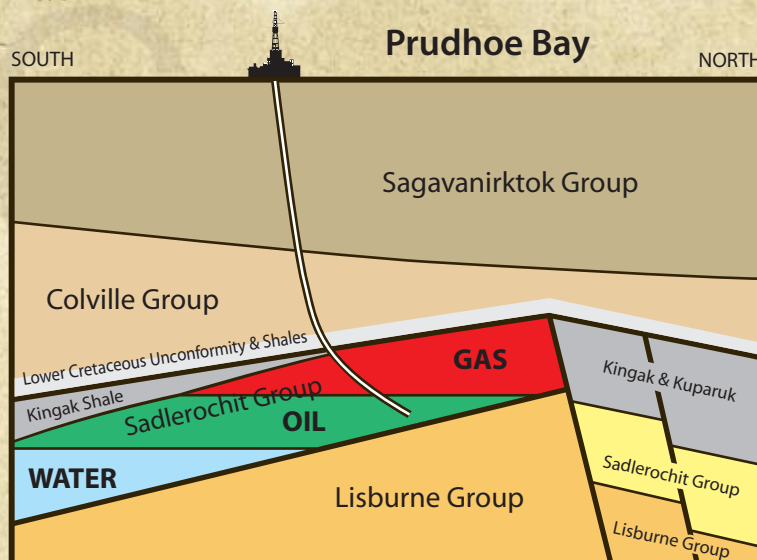 Prudhoe Bay
SOUTH
NORTH
Sagavanirktok Group
Colville Group
Lower Cretaceous Unconformity & Shales
GAS
Kingak & Kuparuk
Kingak Shale
Sadlerochit Group
OIL
WATER
Sadlerochit Group
Lisburne Group
Lisburne Group